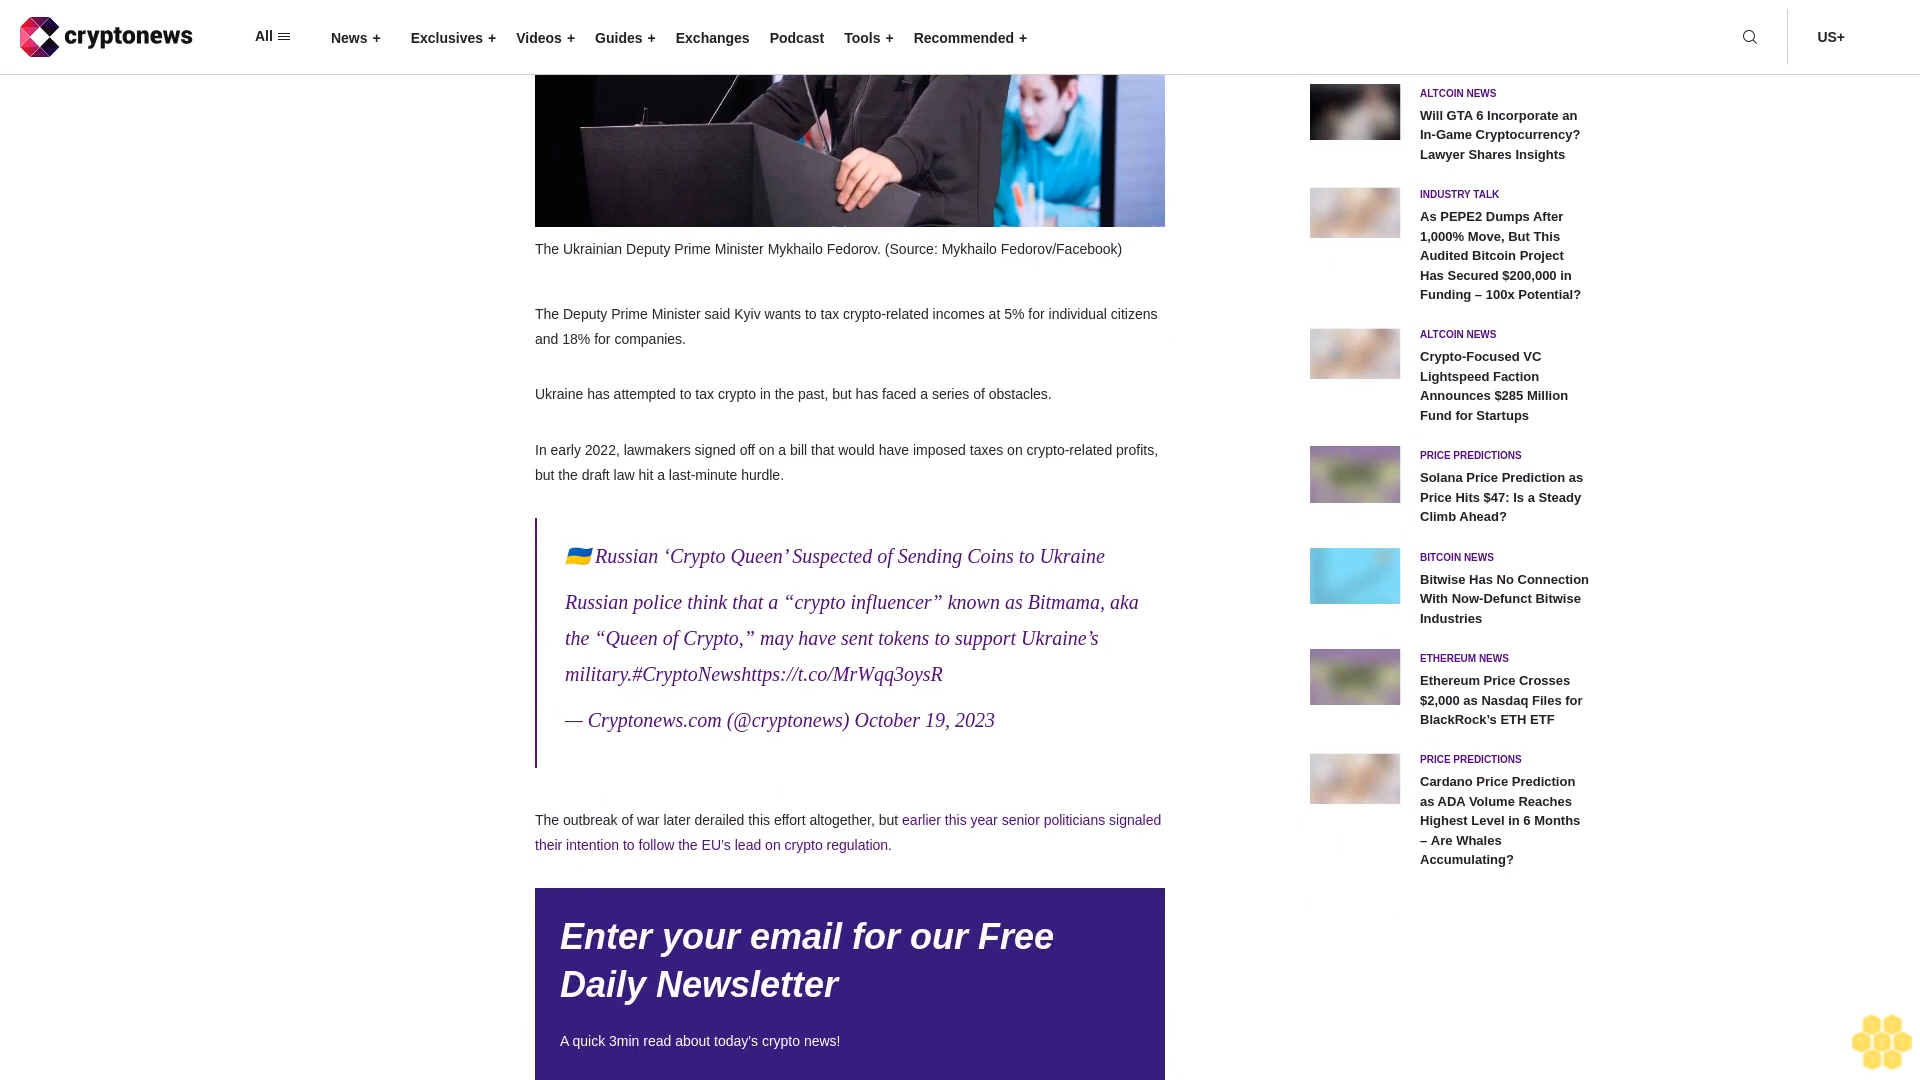 cryptonews
All
News +
Exclusives +
Videos +
Guides +
Exchanges
Podcast
Tools +
Recommended +
US+
The Ukrainian Deputy Prime Minister Mykhailo Fedorov. (Source: Mykhailo Fedorov/Facebook)
The Deputy Prime Minister said Kyiv wants to tax crypto-related incomes at 5% for individual citizens
and 18% for companies.
Ukraine has attempted to tax crypto in the past, but has faced a series of obstacles.
In early 2022, lawmakers signed off on a bill that would have imposed taxes on crypto-related profits,
but the draft law hit a last-minute hurdle.
🇺🇦 Russian ‘Crypto Queen’ Suspected of Sending Coins to Ukraine
Russian police think that a “crypto influencer” known as Bitmama, aka
the “Queen of Crypto,” may have sent tokens to support Ukraine’s
military.#CryptoNewshttps://t.co/MrWqq3oysR
— Cryptonews.com (@cryptonews) October 19, 2023
The outbreak of war later derailed this effort altogether, but earlier this year senior politicians signaled
their intention to follow the EU’s lead on crypto regulation.
Enter your email for our Free
Daily Newsletter
A quick 3min read about today's crypto news!
ALTCOIN NEWS
Will GTA 6 Incorporate an
In-Game Cryptocurrency?
Lawyer Shares Insights
INDUSTRY TALK
As PEPE2 Dumps After
1,000% Move, But This
Audited Bitcoin Project
Has Secured $200,000 in
Funding – 100x Potential?
ALTCOIN NEWS
Crypto-Focused VC
Lightspeed Faction
Announces $285 Million
Fund for Startups
PRICE PREDICTIONS
Solana Price Prediction as
Price Hits $47: Is a Steady
Climb Ahead?
BITCOIN NEWS
Bitwise Has No Connection
With Now-Defunct Bitwise
Industries
ETHEREUM NEWS
Ethereum Price Crosses
$2,000 as Nasdaq Files for
BlackRock’s ETH ETF
PRICE PREDICTIONS
Cardano Price Prediction
as ADA Volume Reaches
Highest Level in 6 Months
– Are Whales
Accumulating?